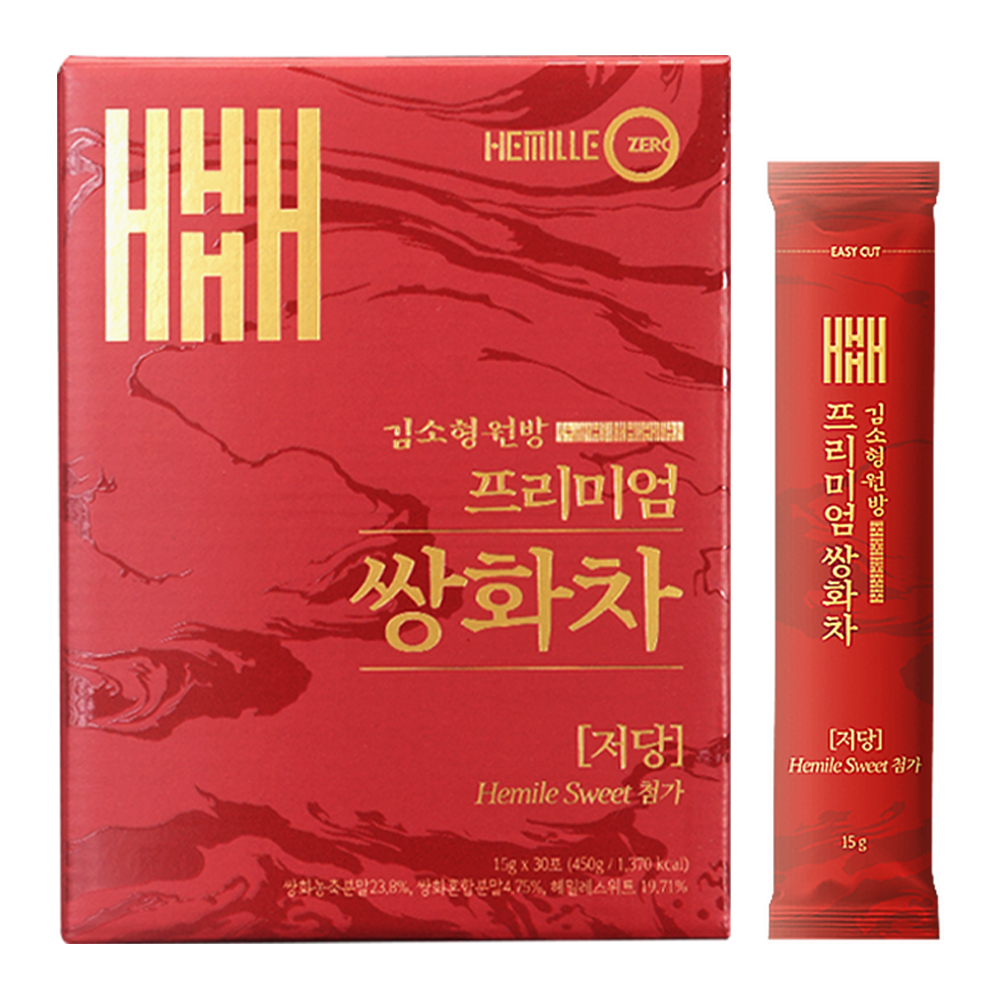 HEMILLE ZERO
김소형원방
프리미엄
쌍화차
[저당]
Hemile Sweet 첨가
15g x 30포 (450g / 1,370 kcal)
쌍화농축분말23.8%, 쌍화혼합분말4.75%, 헤밀레스위트 19.71%
EASY CUT
김소형원방
프리미엄 쌍화차
[저당]
Hemile Sweet 첨가
15g